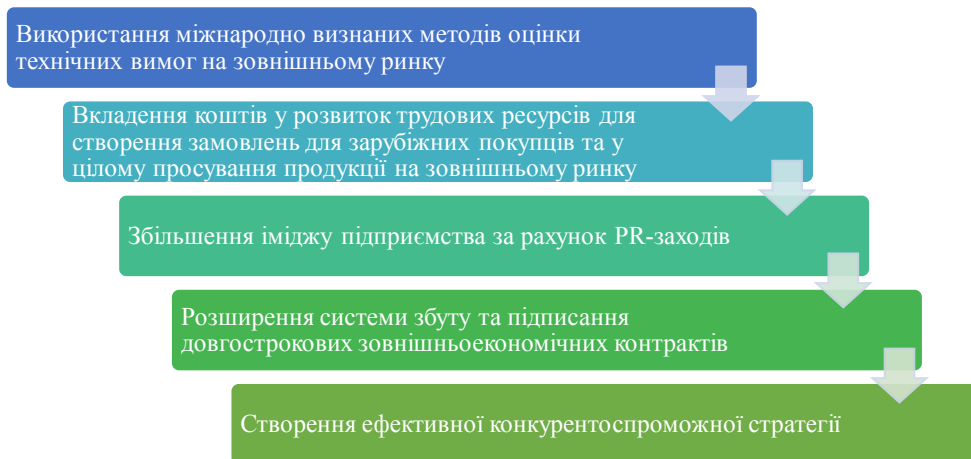 Використання міжнародно визнаних методів оцінки
технічних вимог на зовнішньому ринку
Вкладення коштів у розвиток трудових ресурсів для
створення замовлень для зарубіжних покупців та у
цілому просування продукції на зовнішньому ринку
Збільшення іміджу підприємства за рахунок PR-заходів
Розширення системи збуту та підписання
довгострокових зовнішньоекономічних контрактів
Створення ефективної конкурентоспроможної стратегії